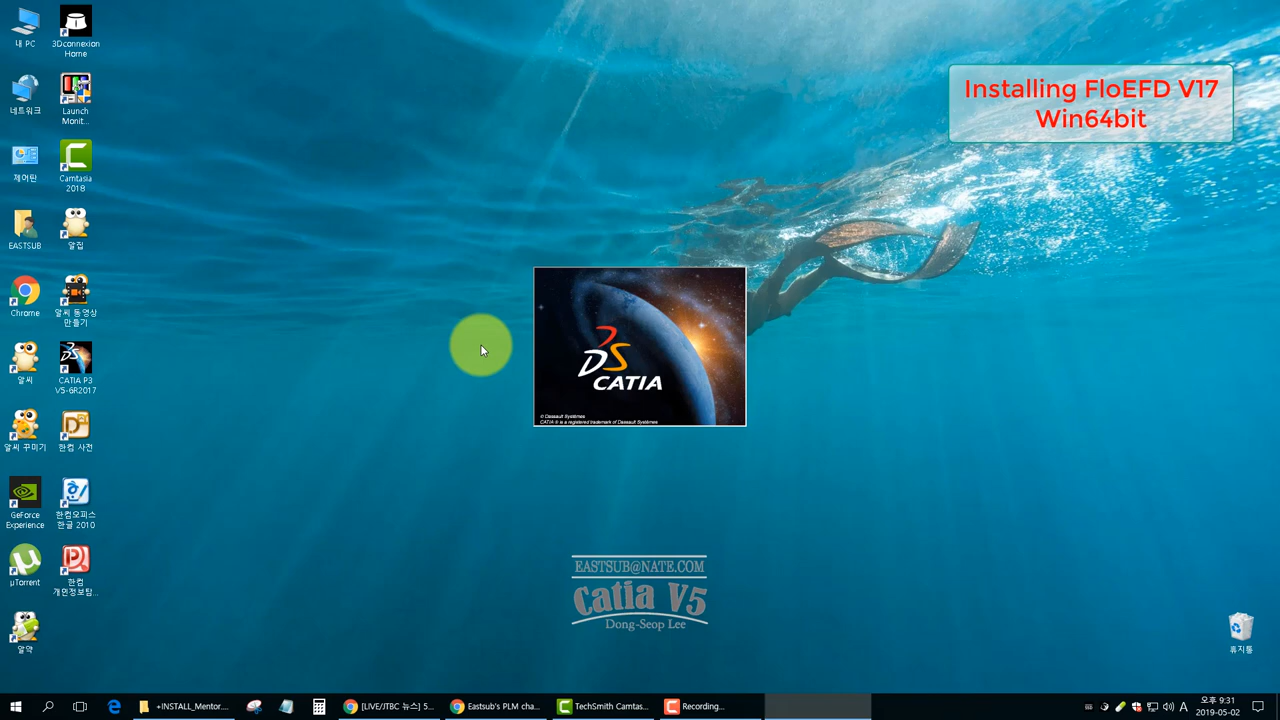 내 PC
3Dconnexion
Home
네트워크
Launch
Monit...
제어판
Camtasia
2018
EASTSUB
알집
Chrome
알씨 동영상
만들기
알씨
CATIA P3
V5-6R2017
알씨 꾸미기
한컴 사전
GeForce
Experience
한컴오피스
한글 2010
µTorrent
한컴
개인정보탐...
알약
Installing FloEFD V17
Win64bit
DS
CATIA
© Dassault Systèmes
CATIA ® is a registered trademark of Dassault Systèmes
EASTSUB@NATE.COM
Catia V5
Dong-Seop Lee
휴지통
+INSTALL_Mentor....
[LIVE/JTBC 뉴스] 5...
Eastsub's PLM cha...
TechSmith Camtas...
Recording...
A
오후 9:31
2019-05-02